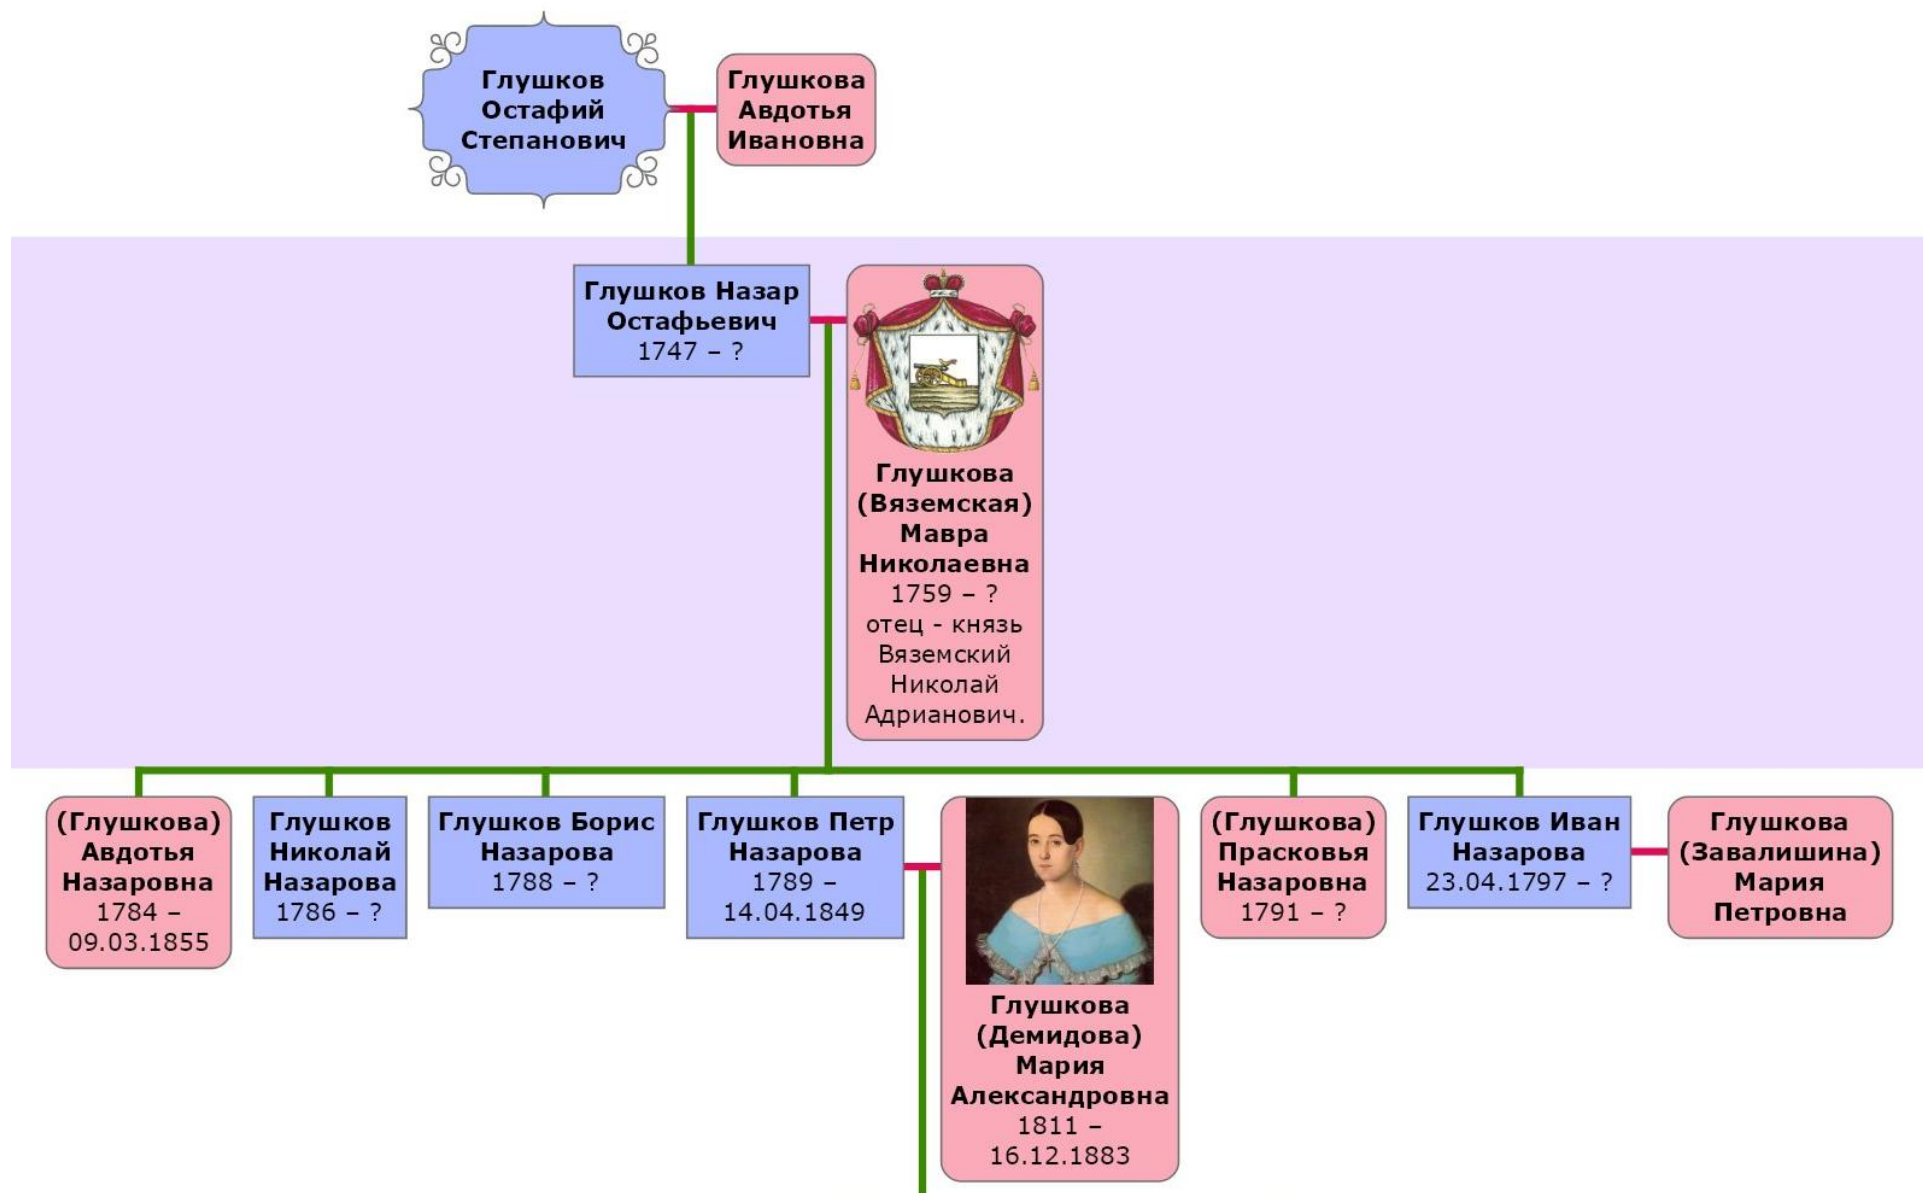 Глушков
Остафий
Степанович
Глушкова
Авдотья
Ивановна
Глушков Назар
Остафьевич
1747 – ?
Глушкова
(Вяземская)
Мавра
Николаевна
1759 – ?
отец - князь
Вяземский
Николай
Адрианович.
(Глушкова)
Авдотья
Назаровна
1784 –
09.03.1855
Глушков
Николай
Назарова
1786 – ?
Глушков Борис
Назарова
1788 – ?
Глушков Петр
Назарова
1789 –
14.04.1849
Глушкова
(Демидова)
Мария
Александровна
1811 –
16.12.1883
(Глушкова)
Прасковья
Назаровна
1791 – ?
Глушков Иван
Назарова
23.04.1797 – ?
Глушкова
(Завалишина)
Мария
Петровна